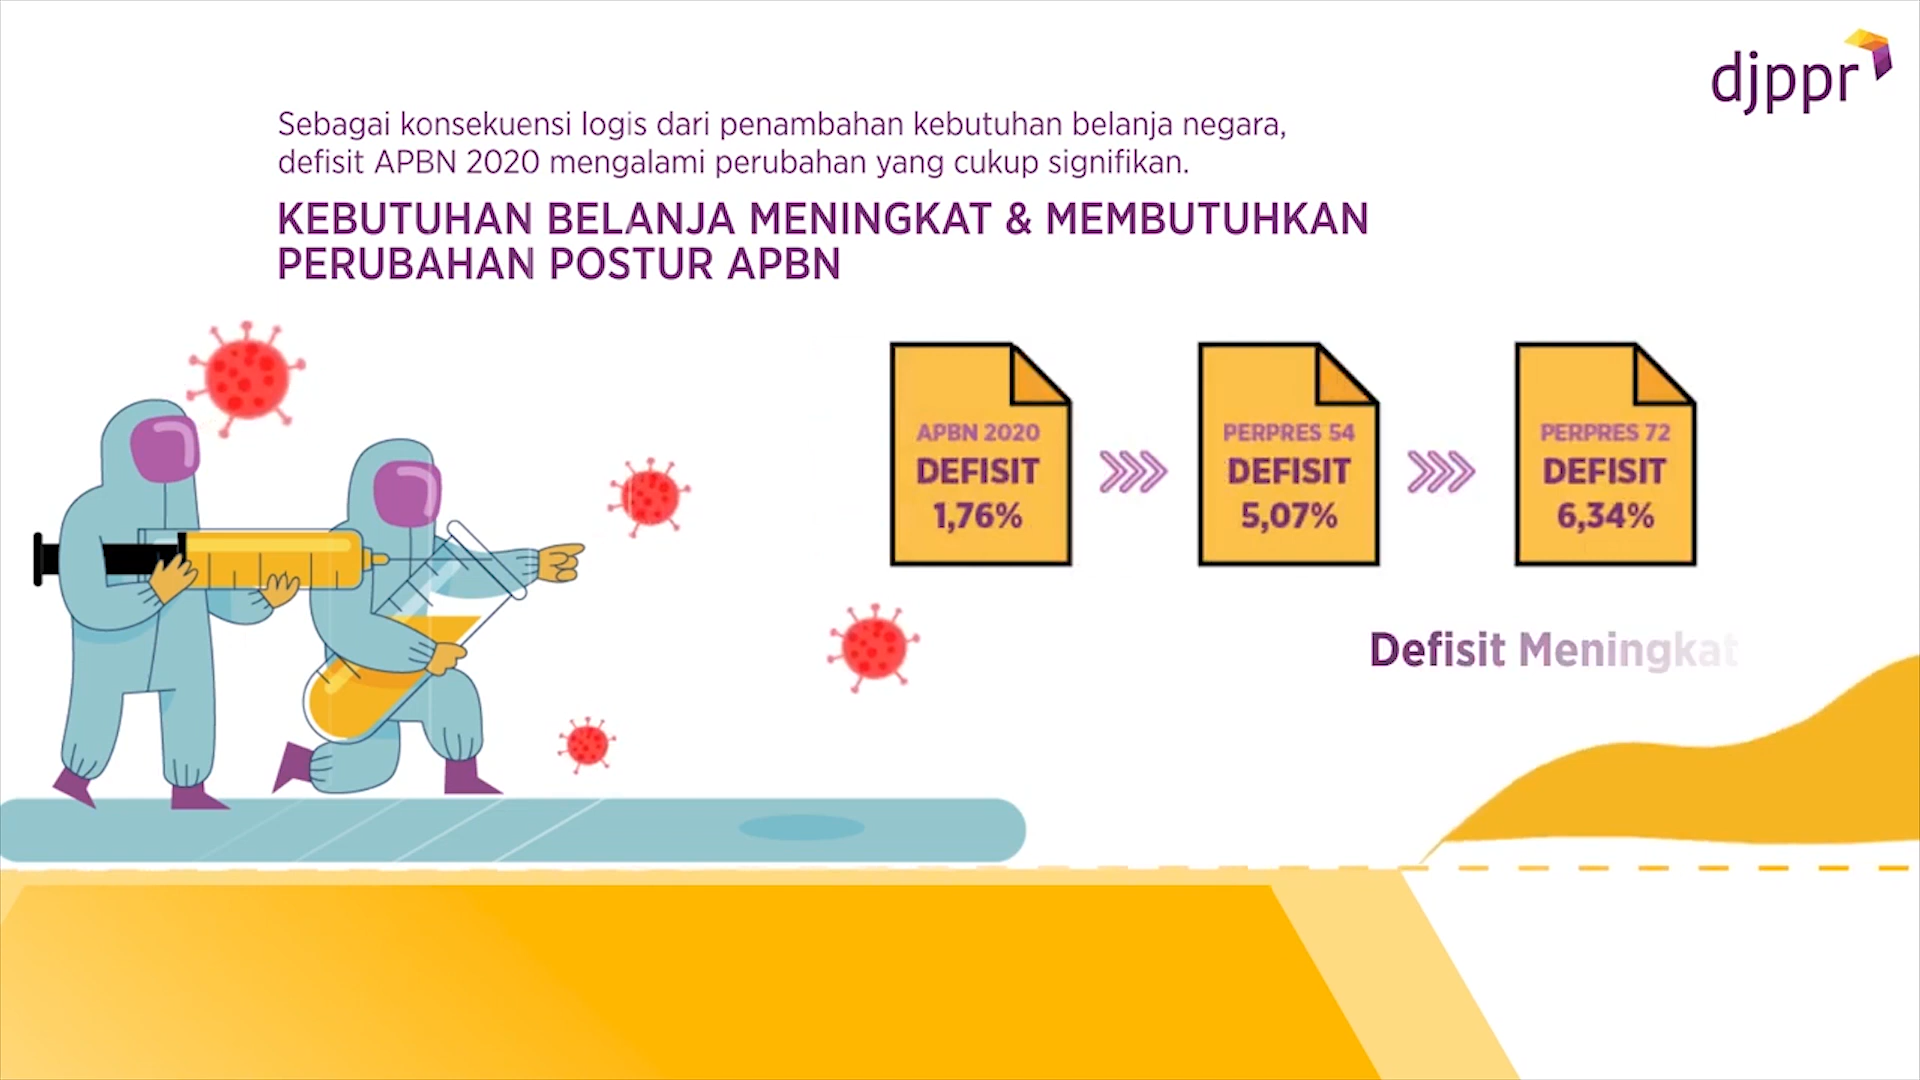 djppr
Sebagai konsekuensi logis dari penambahan kebutuhan belanja negara,
defisit APBN 2020 mengalami perubahan yang cukup signifikan.
KEBUTUHAN BELANJA MENINGKAT & MEMBUTUHKAN
PERUBAHAN POSTUR APBN
APBN 2020
DEFISIT
1,76%
PERPRES 54
DEFISIT
5,07%
PERPRES 72
DEFISIT
6,34%
Defisit Meningkat